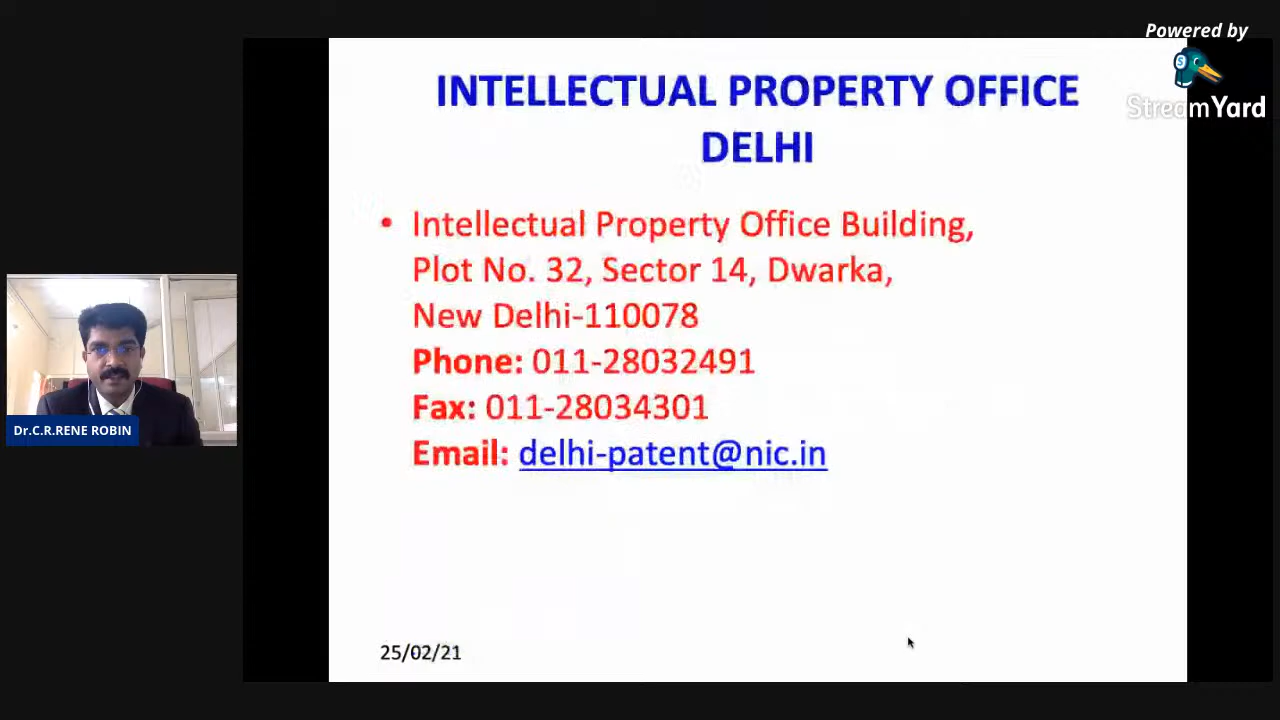 Powered by
StreamYard
INTELLECTUAL PROPERTY OFFICE
DELHI
• Intellectual Property Office Building,
Plot No. 32, Sector 14, Dwarka,
New Delhi-110078
Phone: 011-28032491
Fax: 011-28034301
Email: delhi-patent@nic.in
Dr.C.R.RENE ROBIN
25/02/21